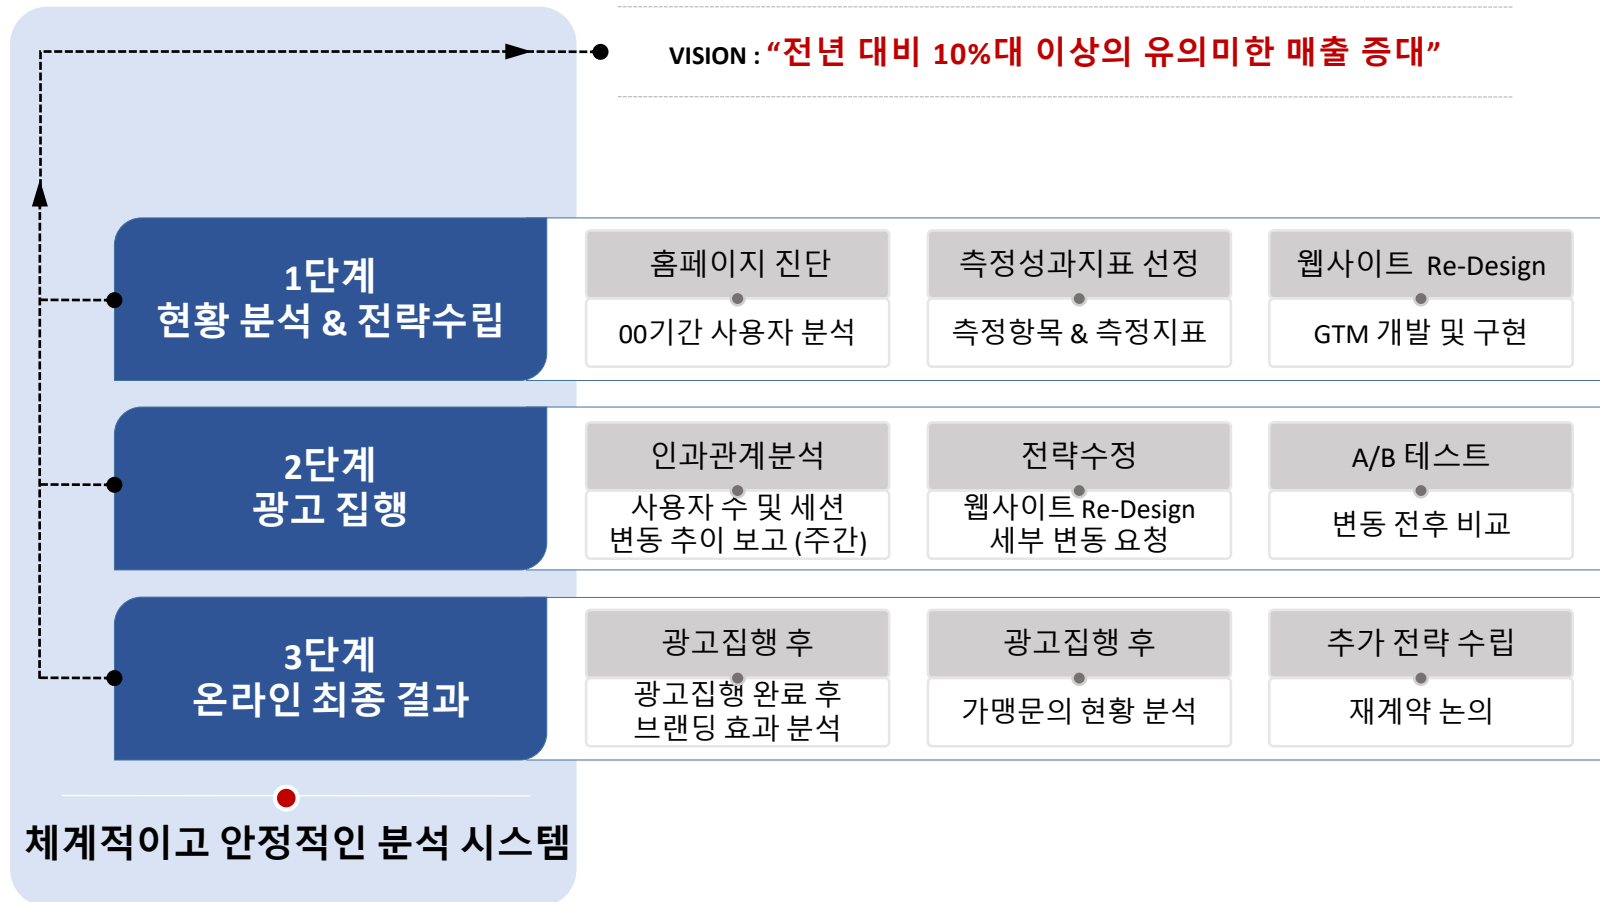 VISION : “전년 대비 10%대 이상의 유의미한 매출 증대”
1단계
현황 분석 & 전략수립
홈페이지 진단
00기간 사용자 분석
측정성과지표 선정
측정항목 & 측정지표
웹사이트 Re-Design
GTM 개발 및 구현
2단계
광고 집행
인과관계분석
사용자 수 및 세션
변동 추이 보고 (주간)
전략수정
웹사이트 Re-Design
세부 변동 요청
A/B 테스트
변동 전후 비교
3단계
온라인 최종 결과
광고집행 후
광고집행 완료 후
브랜딩 효과 분석
광고집행 후
가맹문의 현황 분석
추가 전략 수립
재계약 논의
체계적이고 안정적인 분석 시스템